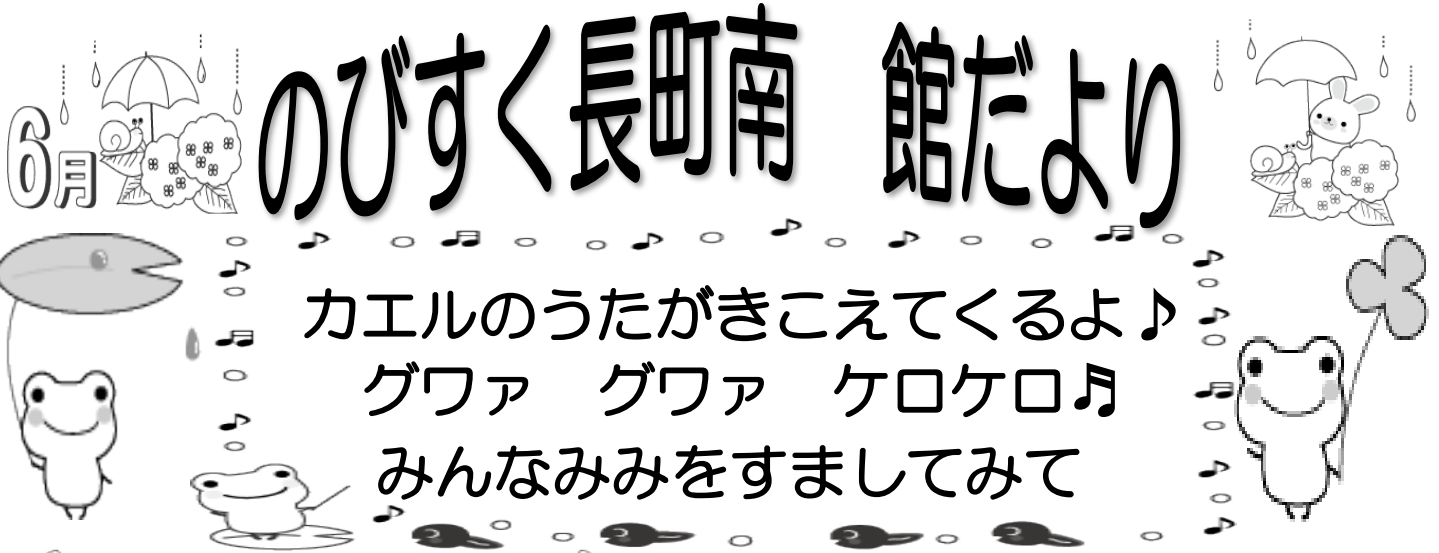 6月
のびすく長町南　館だより
カエルのうたがきこえてくるよ♪
グワァ　グワァ　ケロケロ♬
みんなみみをすましてみて